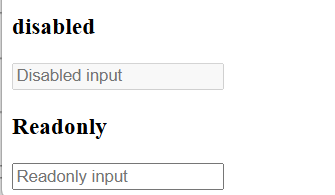 disabled
Disabled input
Readonly
Readonly input